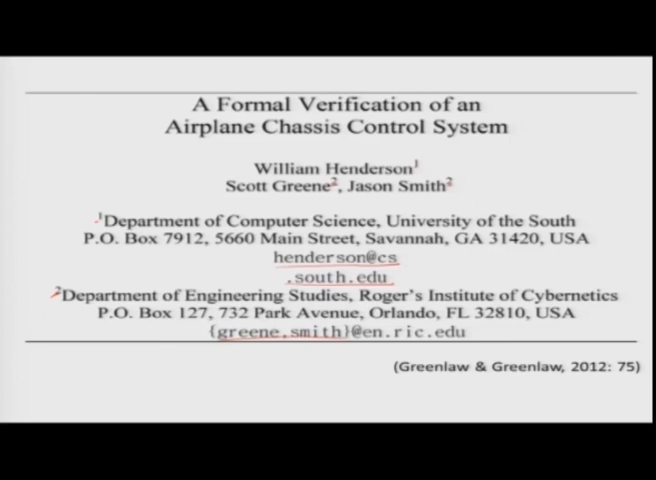 A Formal Verification of an
Airplane Chassis Control System
William Henderson¹
Scott Greene², Jason Smith²
¹Department of Computer Science, University of the South
P.O. Box 7912, 5660 Main Street, Savannah, GA 31420, USA
henderson@cs
.south.edu
²Department of Engineering Studies, Roger's Institute of Cybernetics
P.O. Box 127, 732 Park Avenue, Orlando, FL 32810, USA
{greene,smith}@en.ric.edu
(Greenlaw & Greenlaw, 2012: 75)